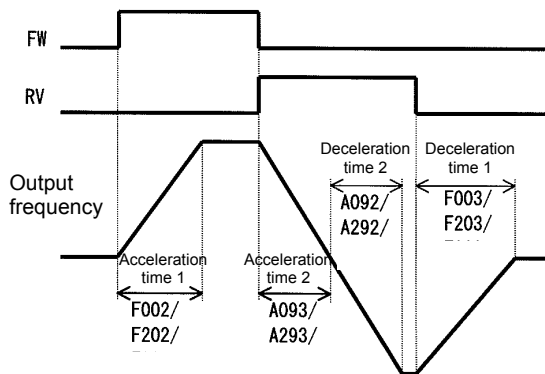 FW
RV
Deceleration
time 2
Deceleration
time 1
A092/
A292/
F003/
F203/
Output
frequency
Acceleration
time 1
Acceleration
time 2
F002/
F202/
A093/
A293/